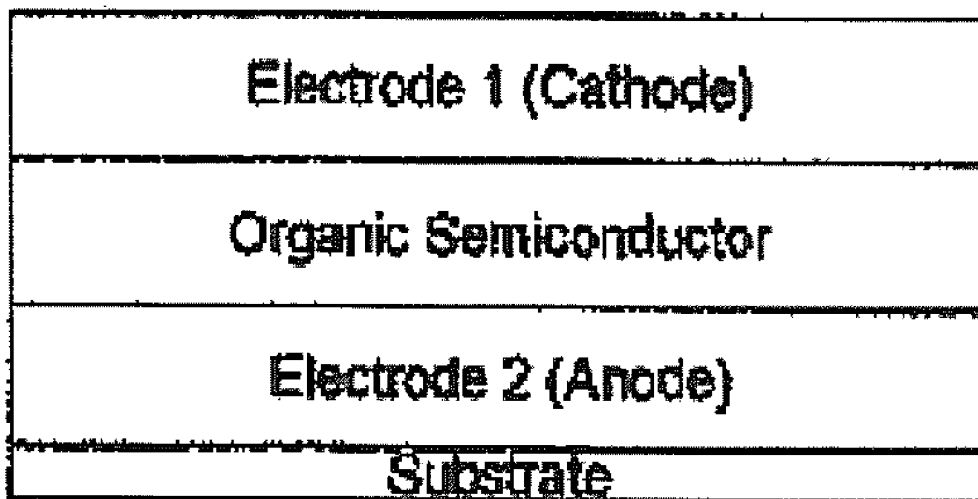 Electrode 1 (Cathode)
Organic Semiconductor
Electrode 2 (Anode)
Substrate